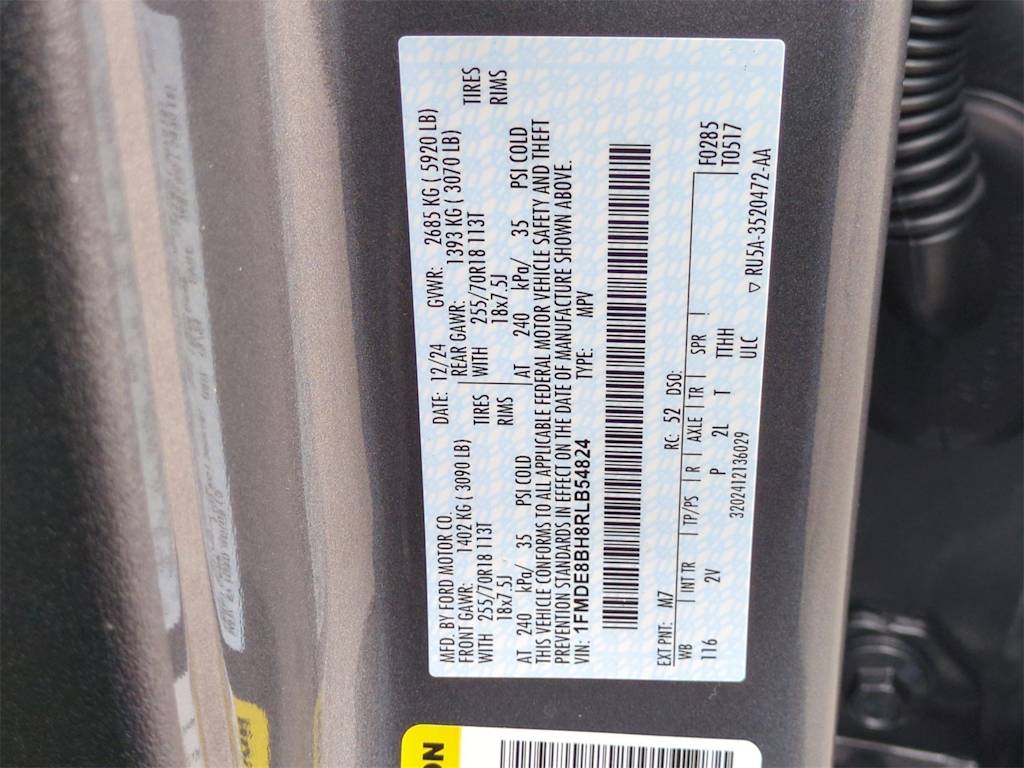 MFD. BY FORD MOTOR CO.
DATE: 12/24 GVWR: 2685 KG ( 5920 LB)
FRONT GAWR: 1402 KG ( 3090 LB) REAR GAWR: 1393 KG ( 3070 LB)
WITH 255/70R18 113T TIRES WITH 255/70R18 113T TIRES
18x7.5J RIMS 18x7.5J RIMS
AT 240 kPa/ 35 PSI COLD AT 240 kPa/ 35 PSI COLD
THIS VEHICLE CONFORMS TO ALL APPLICABLE FEDERAL MOTOR VEHICLE SAFETY AND THEFT
PREVENTION STANDARDS IN EFFECT ON THE DATE OF MANUFACTURE SHOWN ABOVE.
VIN: 1FMDE8BH8RLB54824 TYPE: MPV
EXT PNT: M7 RC: 52 DSO: F0285
WB INT TR TP/PS R AXLE TR SPR T0517
116 2V P 2L T TTHH
3202412136029 ULC
▽ RU5A-3520472-AA
ON